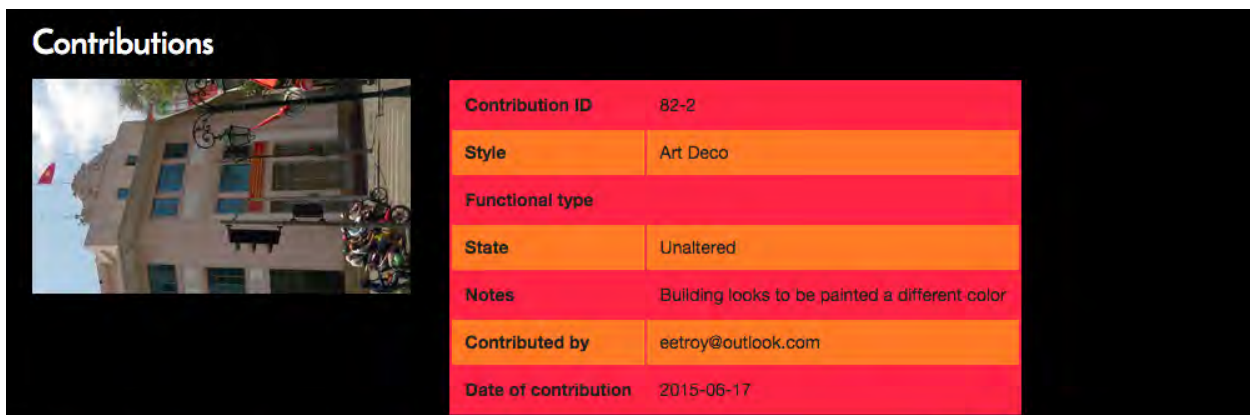 Contributions
Contribution ID 82-2
Style Art Deco
Functional type
State Unaltered
Notes Building looks to be painted a different color
Contributed by eetroy@outlook.com
Date of contribution 2015-06-17